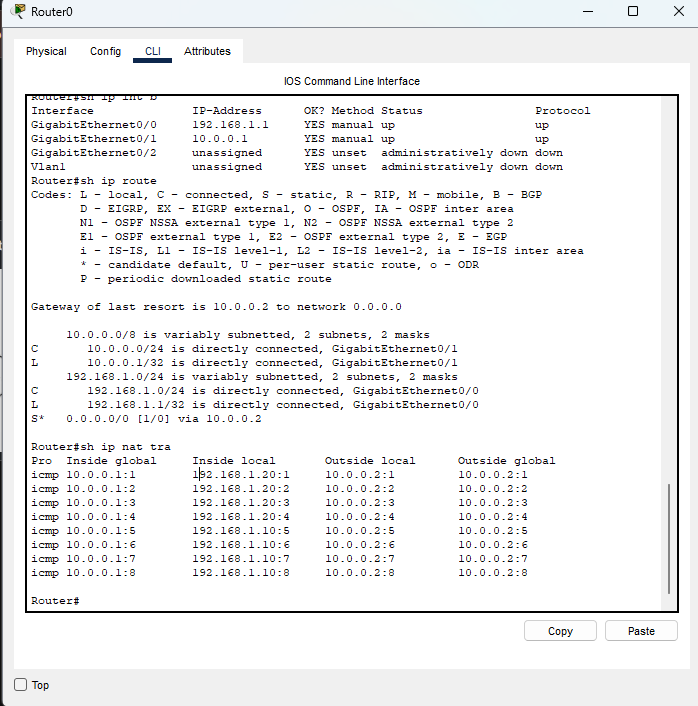 Router0
Physical Config CLI Attributes
IOS Command Line Interface
Router#sh ip int b
Interface IP-Address OK? Method Status Protocol
GigabitEthernet0/0 192.168.1.1 YES manual up up
GigabitEthernet0/1 10.0.0.1 YES manual up up
GigabitEthernet0/2 unassigned YES unset administratively down down
Vlan1 unassigned YES unset administratively down down
Router#sh ip route
Codes: L - local, C - connected, S - static, R - RIP, M - mobile, B - BGP
D - EIGRP, EX - EIGRP external, O - OSPF, IA - OSPF inter area
N1 - OSPF NSSA external type 1, N2 - OSPF NSSA external type 2
E1 - OSPF external type 1, E2 - OSPF external type 2, E - EGP
i - IS-IS, L1 - IS-IS level-1, L2 - IS-IS level-2, ia - IS-IS inter area
* - candidate default, U - per-user static route, o - ODR
P - periodic downloaded static route
Gateway of last resort is 10.0.0.2 to network 0.0.0.0
10.0.0.0/8 is variably subnetted, 2 subnets, 2 masks
C 10.0.0.0/24 is directly connected, GigabitEthernet0/1
L 10.0.0.1/32 is directly connected, GigabitEthernet0/1
192.168.1.0/24 is variably subnetted, 2 subnets, 2 masks
C 192.168.1.0/24 is directly connected, GigabitEthernet0/0
L 192.168.1.1/32 is directly connected, GigabitEthernet0/0
S* 0.0.0.0/0 [1/0] via 10.0.0.2
Router#sh ip nat tra
Pro Inside global Inside local Outside local Outside global
icmp 10.0.0.1:1 192.168.1.20:1 10.0.0.2:1 10.0.0.2:1
icmp 10.0.0.1:2 192.168.1.20:2 10.0.0.2:2 10.0.0.2:2
icmp 10.0.0.1:3 192.168.1.20:3 10.0.0.2:3 10.0.0.2:3
icmp 10.0.0.1:4 192.168.1.20:4 10.0.0.2:4 10.0.0.2:4
icmp 10.0.0.1:5 192.168.1.10:5 10.0.0.2:5 10.0.0.2:5
icmp 10.0.0.1:6 192.168.1.10:6 10.0.0.2:6 10.0.0.2:6
icmp 10.0.0.1:7 192.168.1.10:7 10.0.0.2:7 10.0.0.2:7
icmp 10.0.0.1:8 192.168.1.10:8 10.0.0.2:8 10.0.0.2:8
Router#
Copy Paste
Top